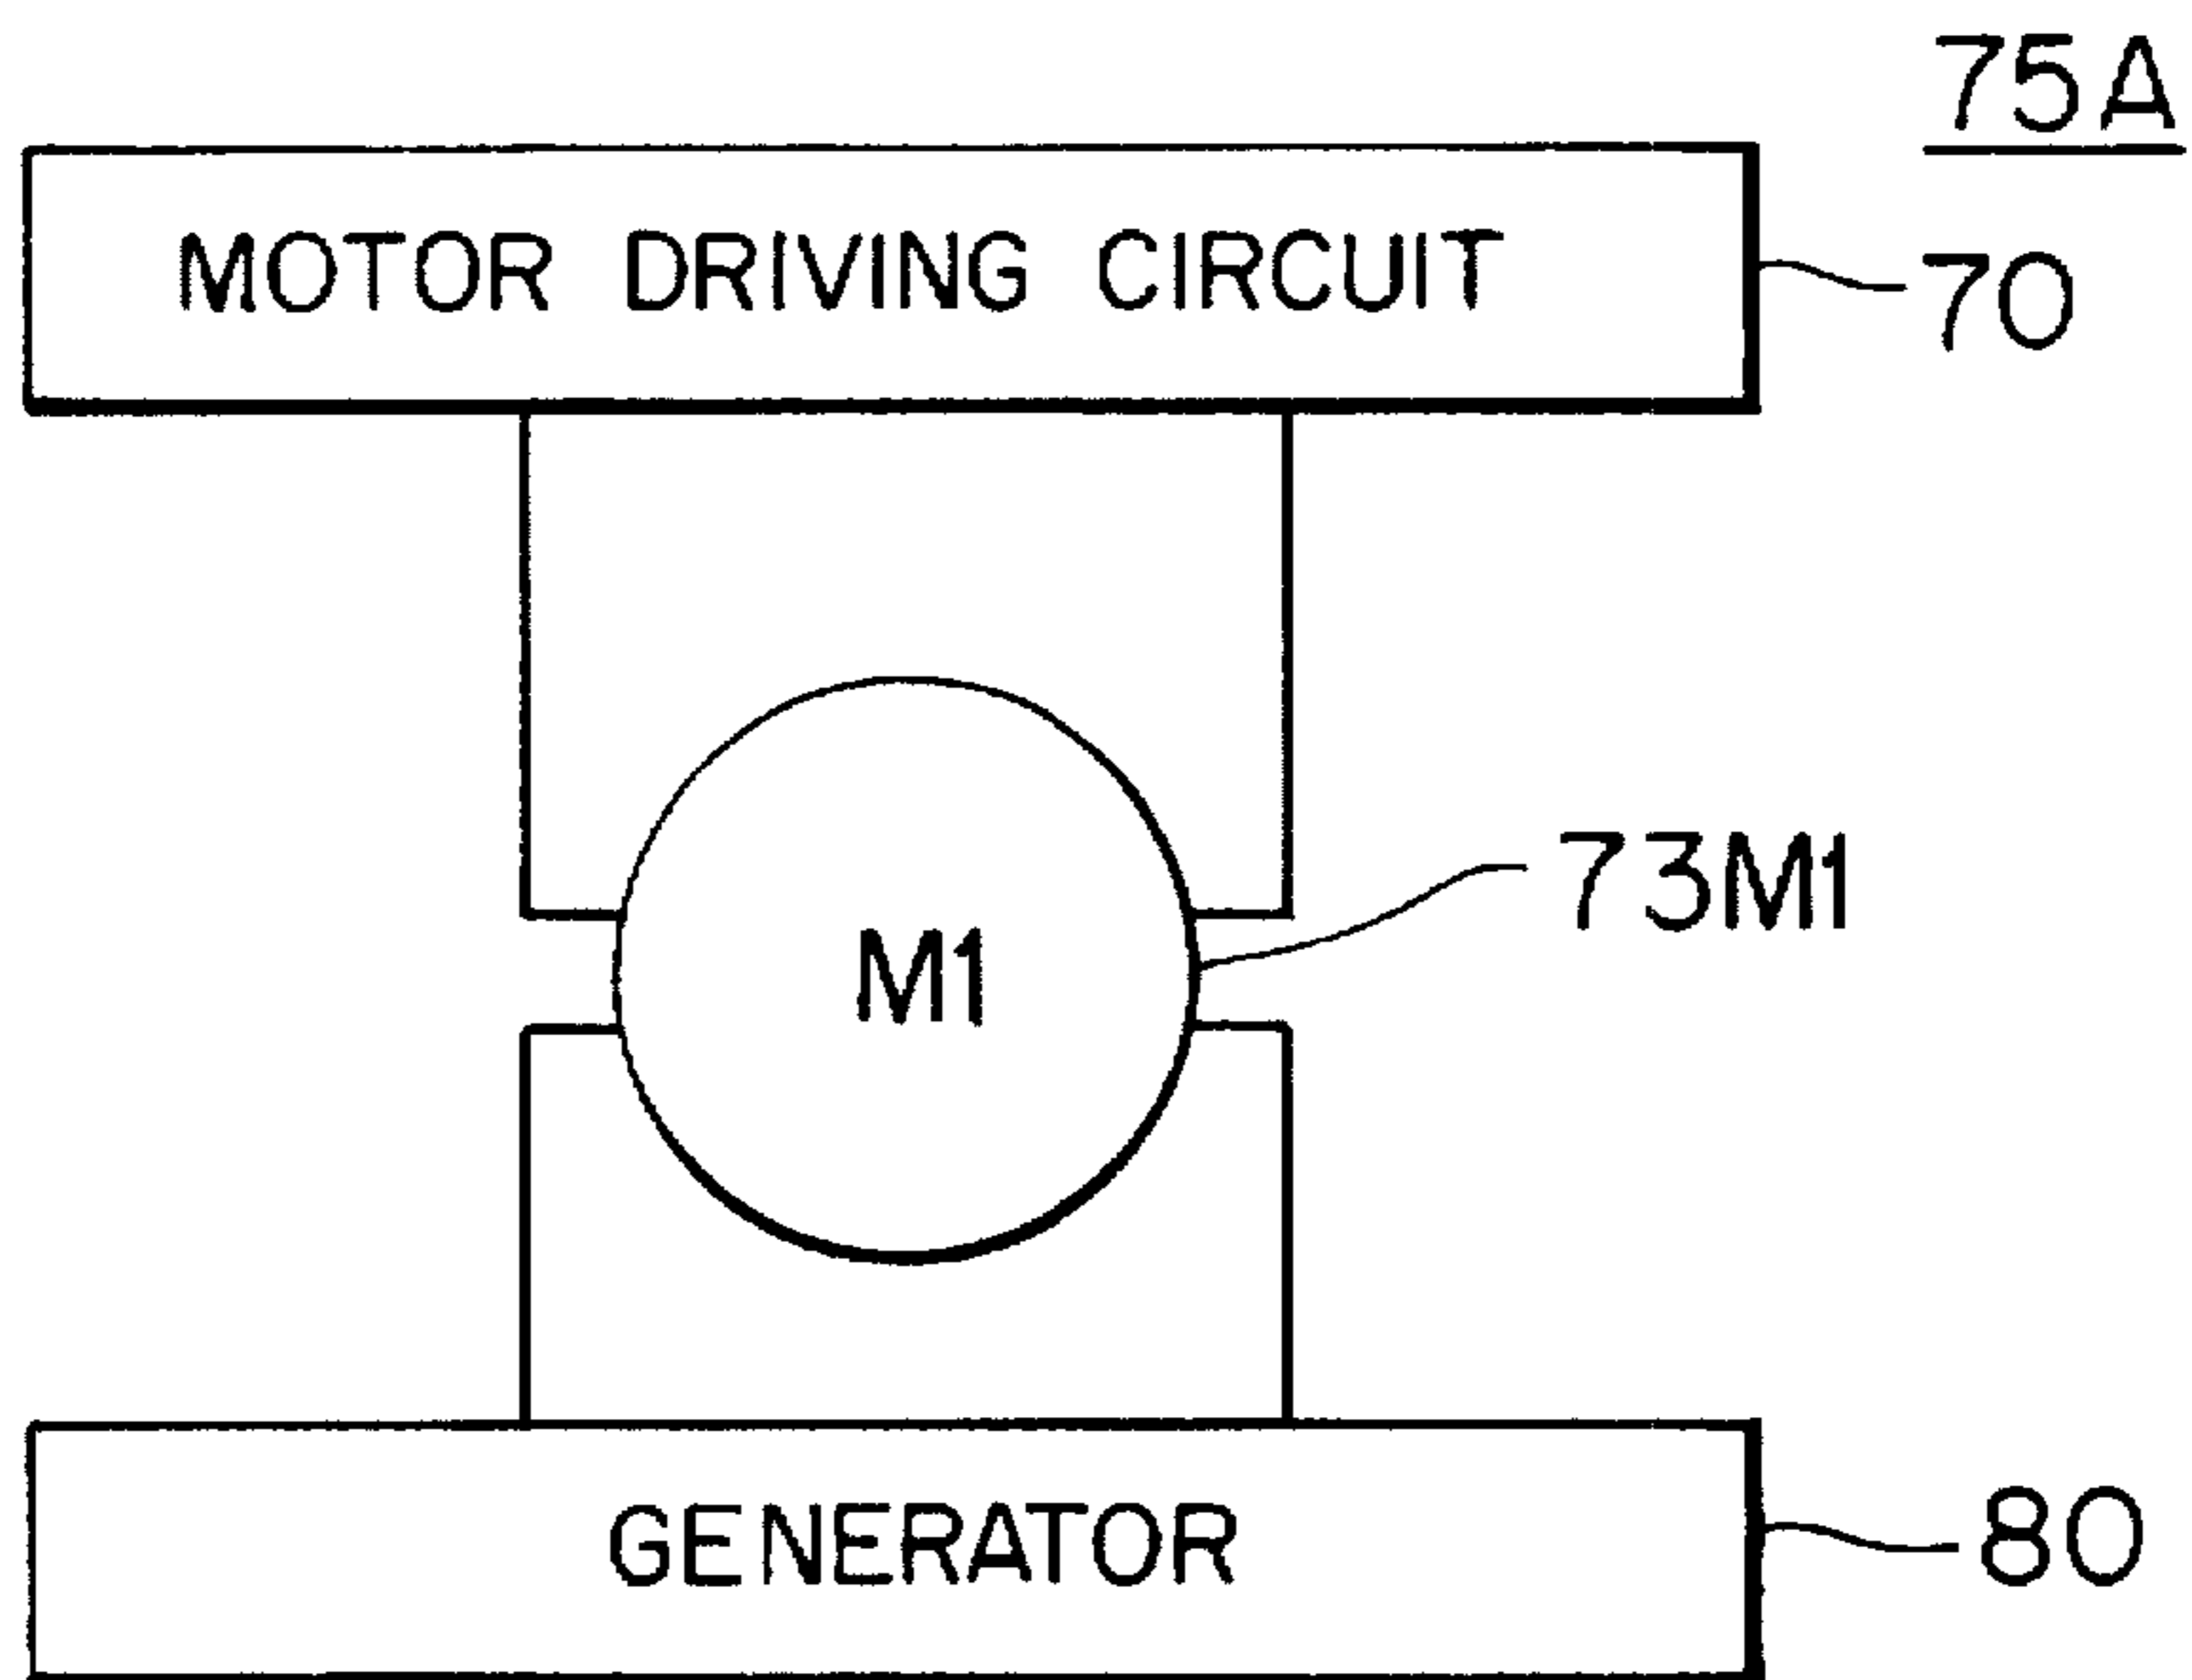 75A
MOTOR DRIVING CIRCUIT
70
73M1
M1
GENERATOR
80